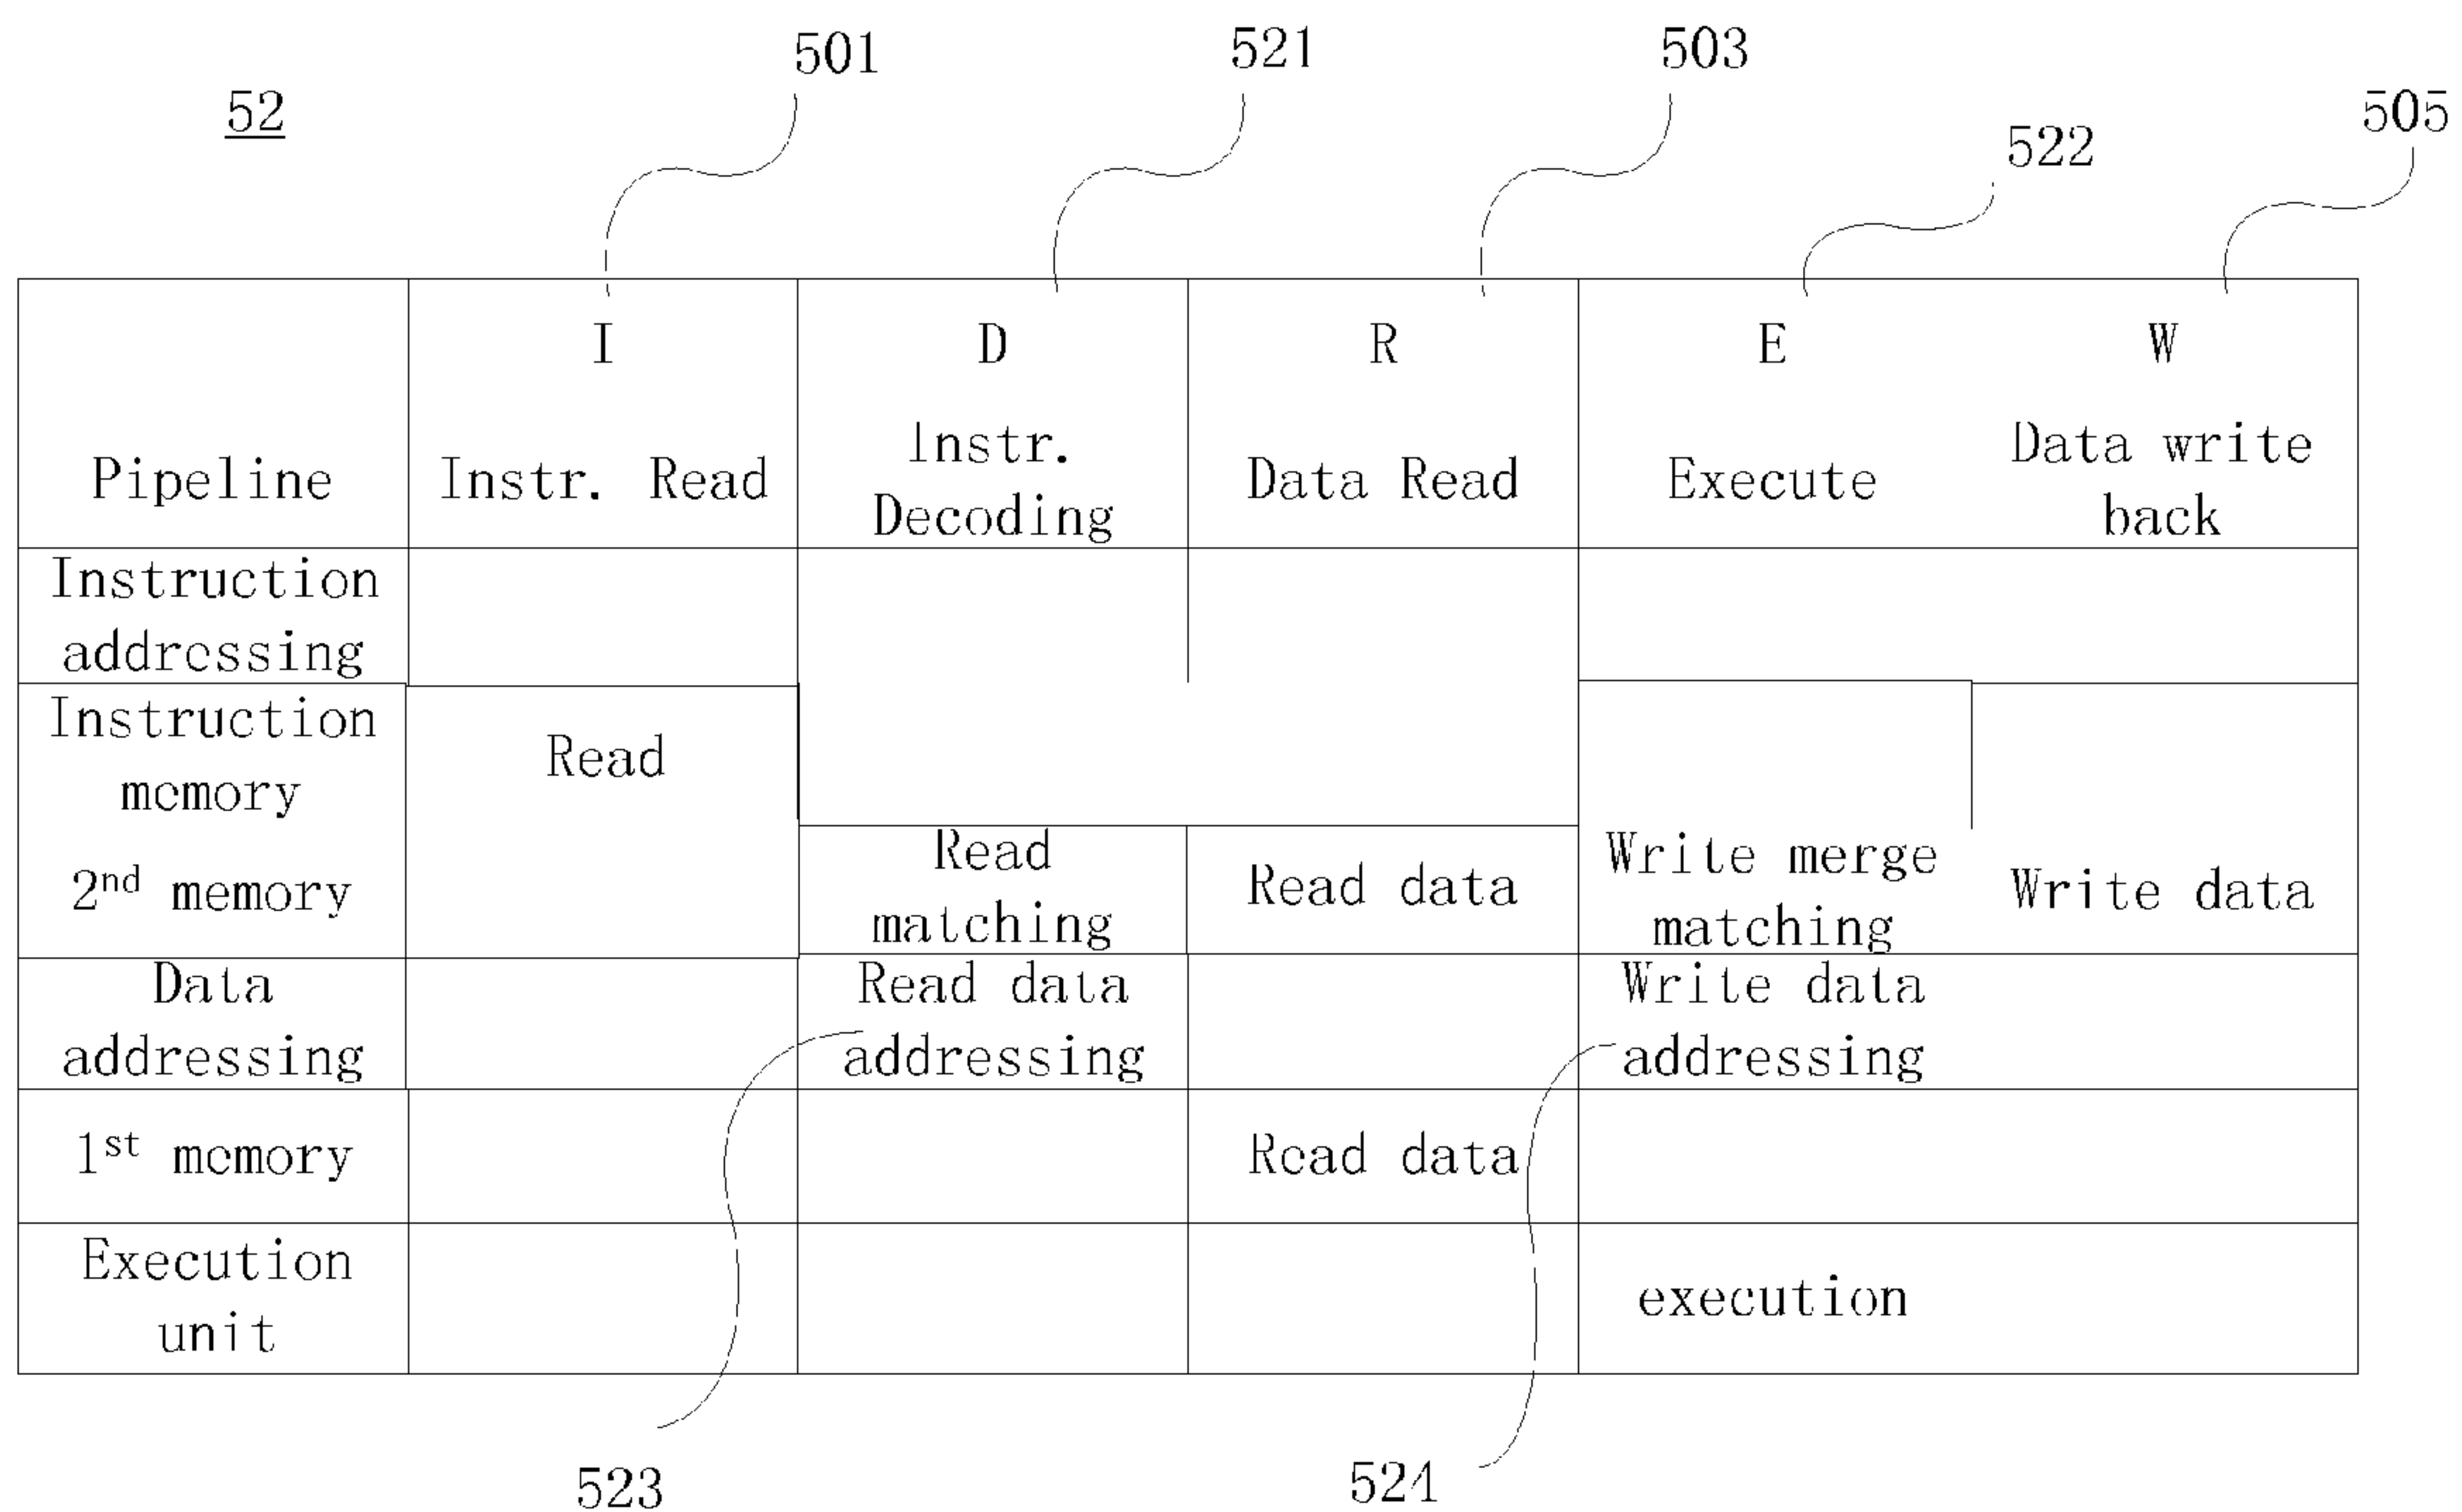 501
521
503
52
505
522
I
D
R
E
W
Pipeline
Instr. Read
Instr.
Decoding
Data Read
Execute
Data write
back
Instruction
addressing
Instruction
memory
Read
2nd memory
Read
matching
Read data
Write merge
matching
Write data
Data
addressing
Read data
addressing
Write data
addressing
1st memory
Read data
Execution
unit
execution
523
524